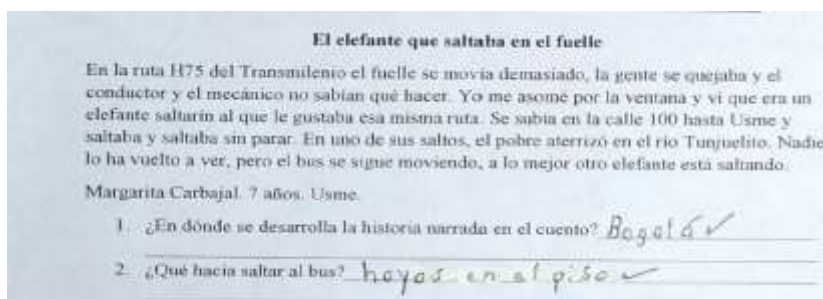 El elefante que saltaba en el fuelle
En la ruta H75 del Transmilenio el fuelle se movía demasiado, la gente se quejaba y el
conductor y el mecánico no sabían qué hacer. Yo me asomé por la ventana y vi que era un
elefante saltarín al que le gustaba esa misma ruta. Se subía en la calle 100 hasta Usme y
saltaba y saltaba sin parar. En uno de sus saltos, el pobre aterrizó en el río Tunjuelito. Nadie
lo ha vuelto a ver, pero el bus se sigue moviendo, a lo mejor otro elefante está saltando.
Margarita Carbajal. 7 años. Usme.
1. ¿En dónde se desarrolla la historia narrada en el cuento? Bogotá ✓
2. ¿Qué hacía saltar al bus? hoyos en el piso ✓